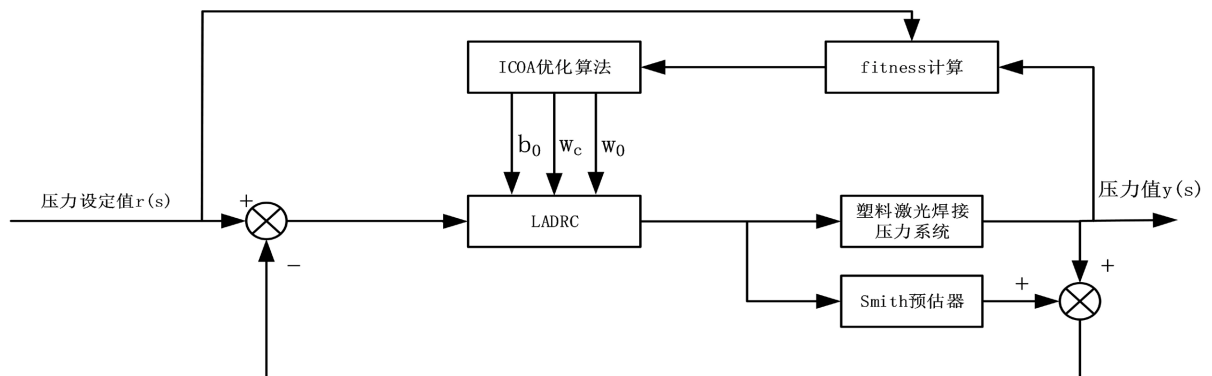 ICOA优化算法
fitness计算
b0
wc
w0
压力设定值r(s)
+
−
LADRC
塑料激光焊接
压力系统
压力值y(s)
+
Smith预估器
+